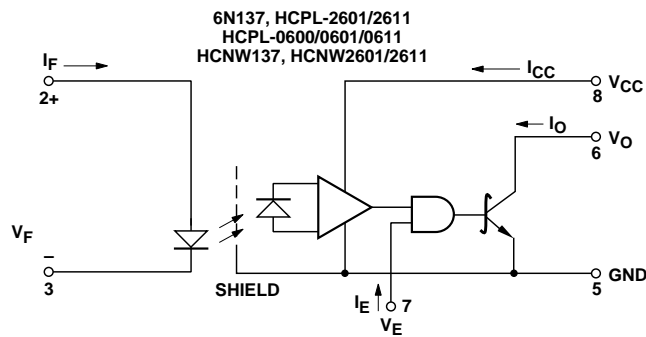 6N137, HCPL-2601/2611
HCPL-0600/0601/0611
HCNW137, HCNW2601/2611
IF
ICC
2+
8
VCC
IO
6
VO
VF
–
3
SHIELD
IE
7
VE
5
GND